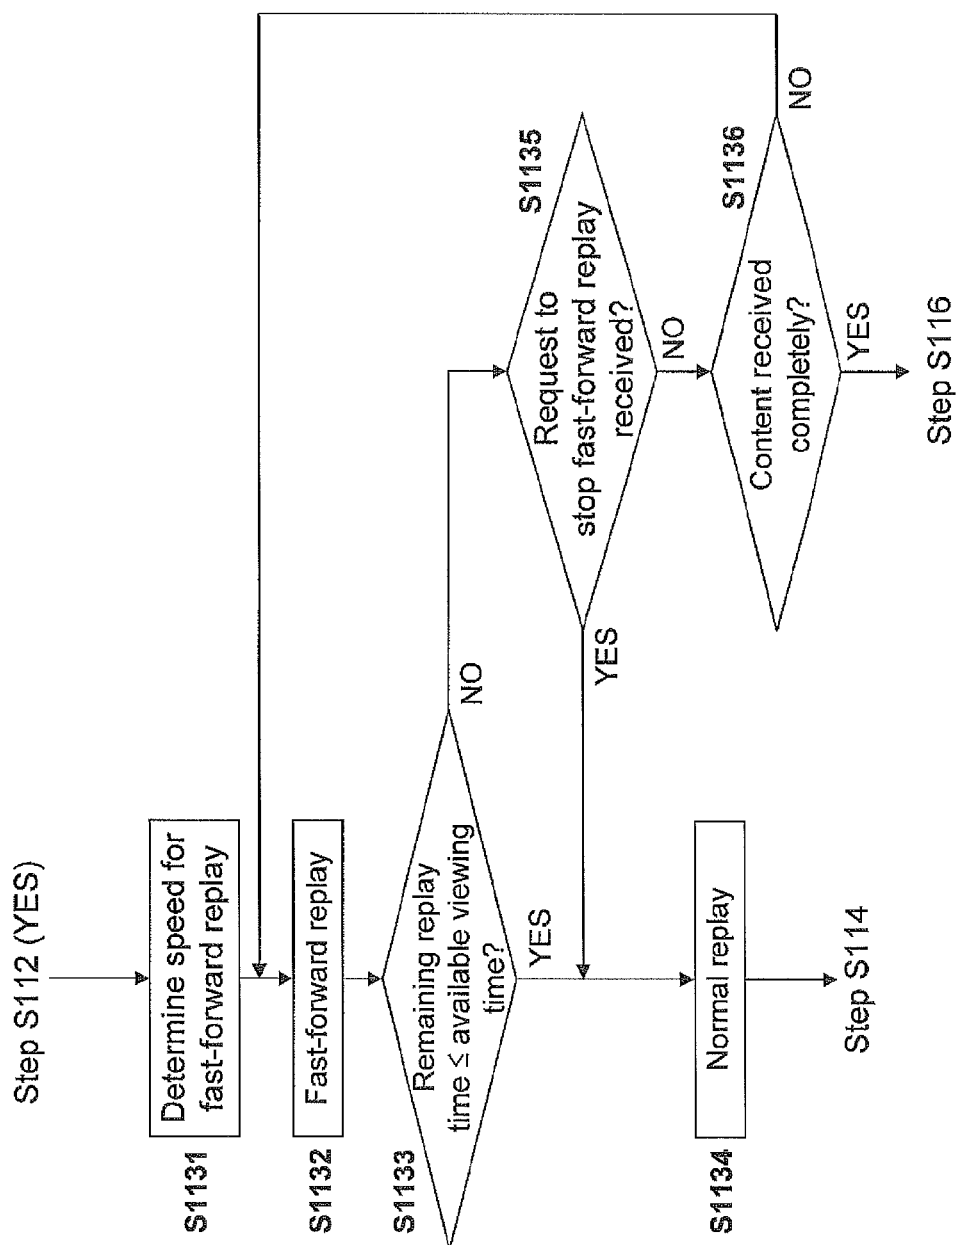 Step S112 (YES)
S1131
Determine speed for
fast-forward replay
S1132
Fast-forward replay
S1133
Remaining replay
time ≤ available viewing
time?
NO
YES
S1135
Request to
stop fast-forward replay
received?
YES
NO
S1136
Content received
completely?
NO
YES
Step S116
S1134
Normal replay
Step S114